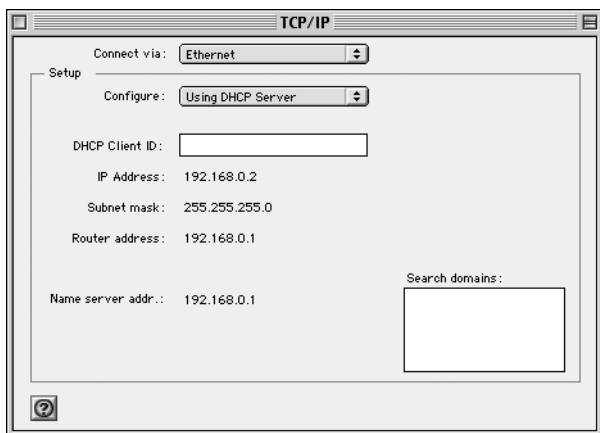 TCP/IP
Connect via: Ethernet
Setup
Configure: Using DHCP Server
DHCP Client ID:
IP Address: 192.168.0.2
Subnet mask: 255.255.255.0
Router address: 192.168.0.1
Search domains:
Name server addr.: 192.168.0.1
?